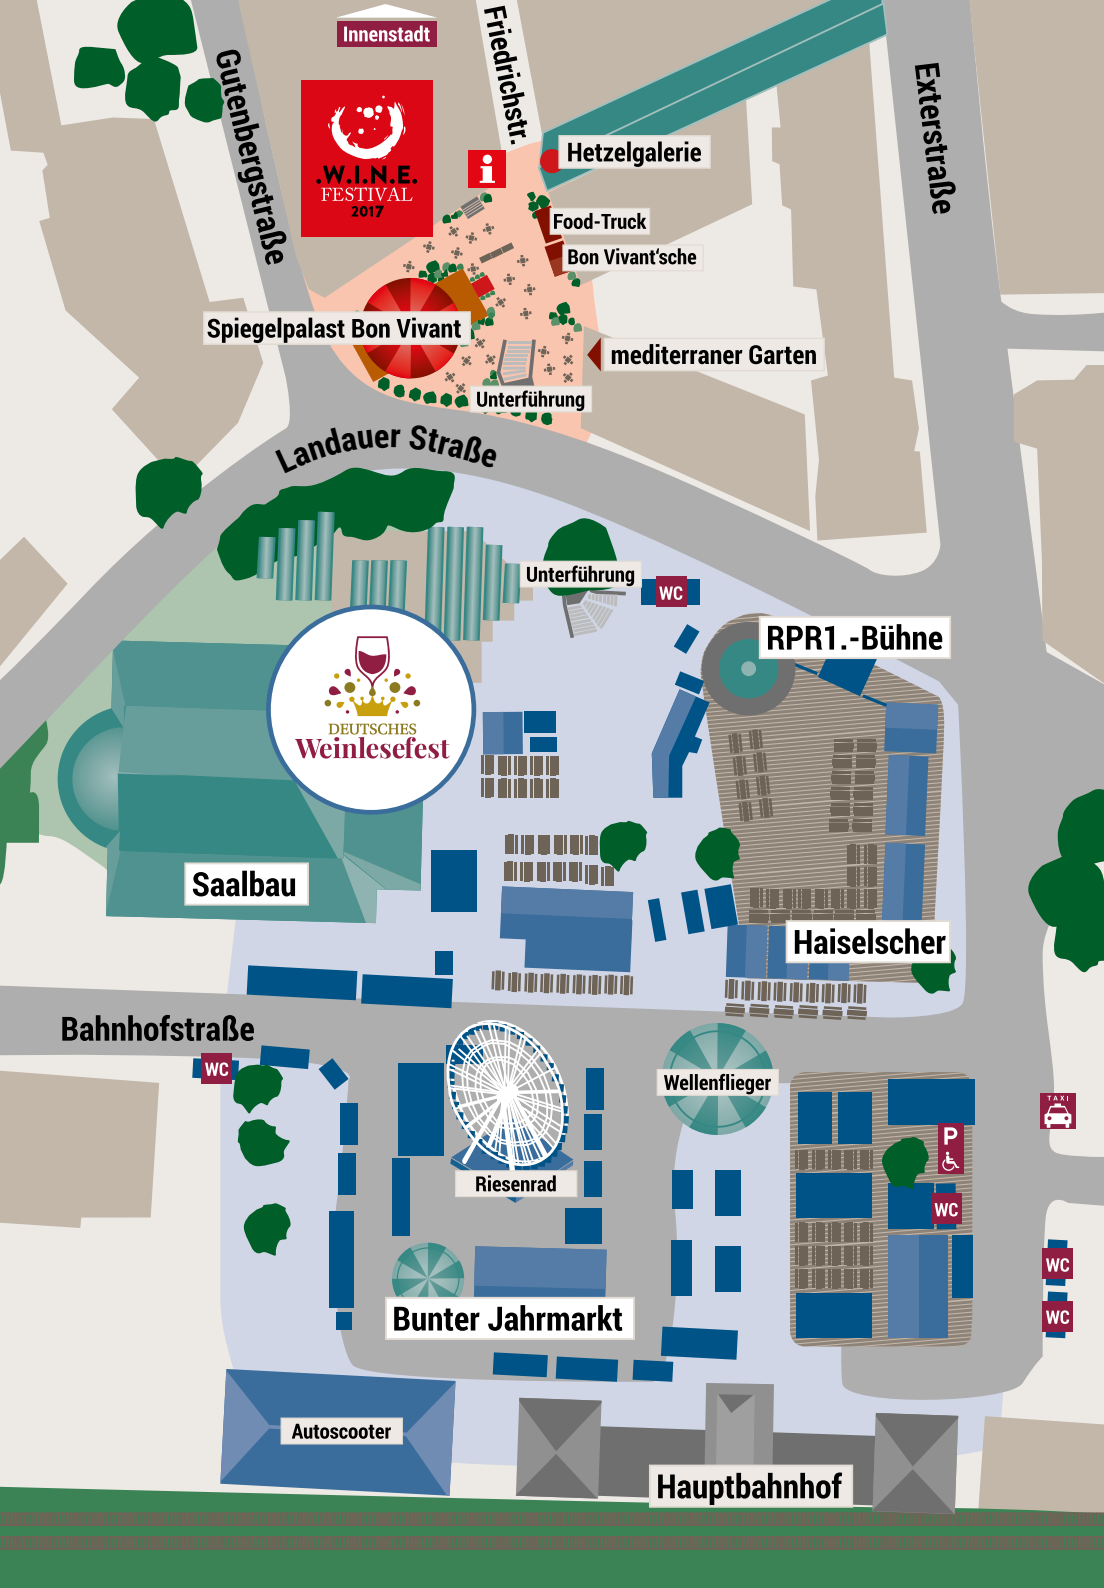 Innenstadt
Friedrichstr.
Gutenbergstraße
Exterstraße
.W.I.N.E.
FESTIVAL
2017
i
Hetzelgalerie
Food-Truck
Bon Vivant‘sche
Spiegelpalast Bon Vivant
mediterraner Garten
Unterführung
Landauer Straße
Unterführung
WC
RPR1.-Bühne
DEUTSCHES
Weinlesefest
Saalbau
Haiselscher
Bahnhofstraße
WC
Wellenflieger
TAXI
P
Riesenrad
WC
WC
WC
Bunter Jahrmarkt
Autoscooter
Hauptbahnhof